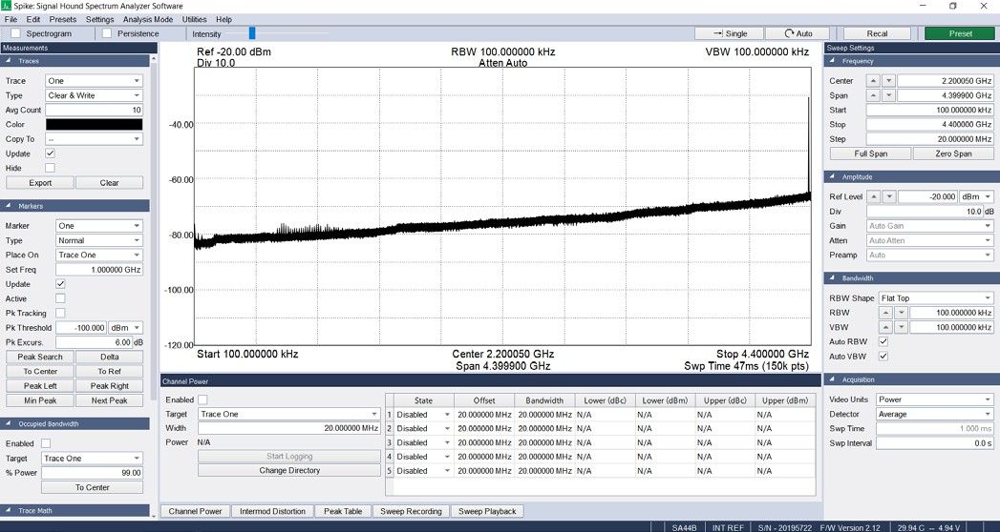 Spike: Signal Hound Spectrum Analyzer Software
File Edit Presets Settings Analysis Mode Utilities Help
Spectrogram Persistence Intensity Single Auto Recal Preset
Measurements
Traces
Trace One
Type Clear & Write
Avg Count 10
Color
Copy To ...
Update
Hide
Export Clear
Markers
Marker One
Type Normal
Place On Trace One
Set Freq 1.000000 GHz
Update
Active
Pk Tracking
Pk Threshold -100.000 dBm
Pk Excurs. 6.00 dB
Peak Search Delta
To Center To Ref
Peak Left Peak Right
Min Peak Next Peak
Occupied Bandwidth
Enabled
Target Trace One
% Power 99.00
To Center
Trace Math
Ref -20.00 dBm RBW 100.000000 kHz VBW 100.000000 kHz
Div 10.0 Atten Auto
-40.00
-60.00
-80.00
-100.00
-120.00
Start 100.000000 kHz Center 2.200050 GHz Stop 4.400000 GHz
Span 4.399900 GHz Swp Time 47ms (150k pts)
Channel Power
Enabled
Target Trace One
Width 20.000000 MHz
Power N/A
Start Logging
Change Directory
State Offset Bandwidth Lower (dBc) Lower (dBm) Upper (dBc) Upper (dBm)
1 Disabled 20.000000 MHz 20.000000 MHz N/A N/A N/A N/A
2 Disabled 20.000000 MHz 20.000000 MHz N/A N/A N/A N/A
3 Disabled 20.000000 MHz 20.000000 MHz N/A N/A N/A N/A
4 Disabled 20.000000 MHz 20.000000 MHz N/A N/A N/A N/A
5 Disabled 20.000000 MHz 20.000000 MHz N/A N/A N/A N/A
Channel Power Intermod Distortion Peak Table Sweep Recording Sweep Playback
Sweep Settings
Frequency
Center 2.200050 GHz
Span 4.399900 GHz
Start 100.000000 kHz
Stop 4.400000 GHz
Step 20.000000 MHz
Full Span Zero Span
Amplitude
Ref Level -20.000 dBm
Div 10.0 dB
Gain Auto Gain
Atten Auto Atten
Preamp Auto
Bandwidth
RBW Shape Flat Top
RBW 100.000000 kHz
VBW 100.000000 kHz
Auto RBW
Auto VBW
Acquisition
Video Units Power
Detector Average
Swp Time 1.000 ms
Swp Interval 0.0 s
SA44B INT REF S/N - 20195722 F/W Version 2.12 29.94 C -- 4.94 V